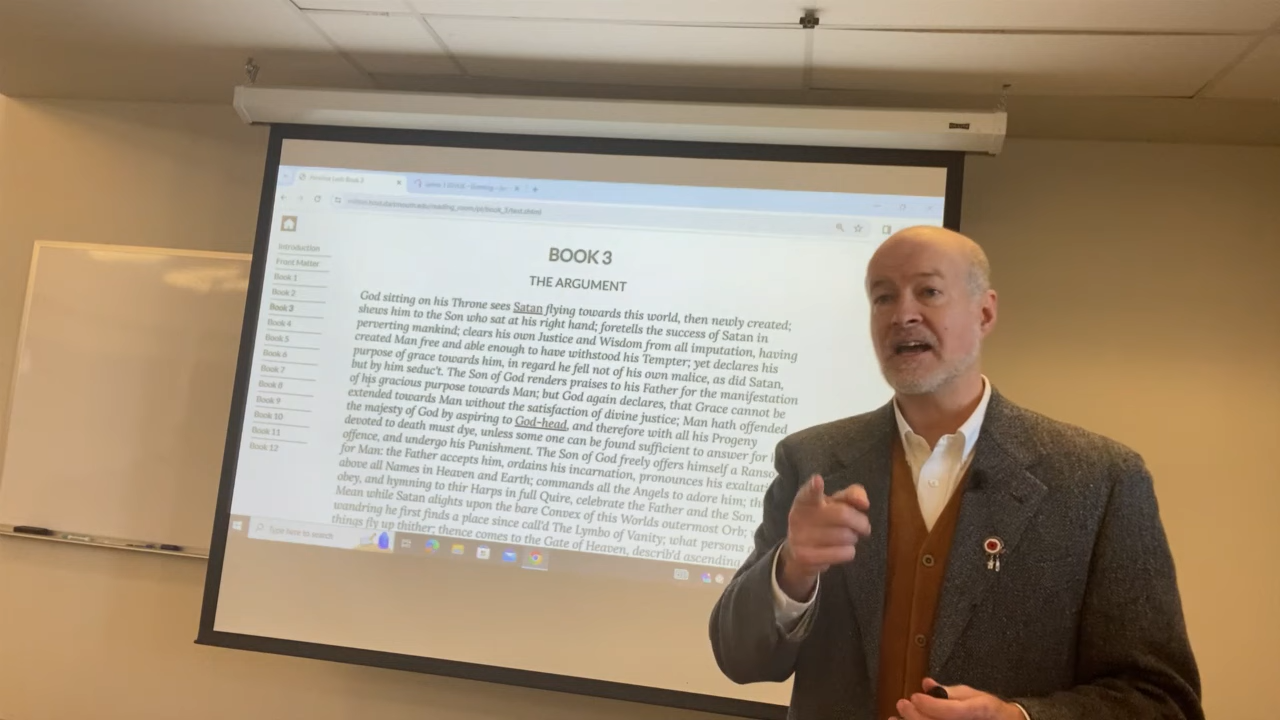 Paradise Lost: Book 3
Introduction
Front Matter
Book 1
Book 2
Book 3
Book 4
Book 5
Book 6
Book 7
Book 8
Book 9
Book 10
Book 11
Book 12
BOOK 3
THE ARGUMENT
God sitting on his Throne sees Satan flying towards this world, then newly created;
shews him to the Son who sat at his right hand; foretells the success of Satan in
perverting mankind; clears his own Justice and Wisdom from all imputation, having
created Man free and able enough to have withstood his Tempter; yet declares his
purpose of grace towards him, in regard he fell not of his own malice, as did Satan,
but by him seduc't. The Son of God renders praises to his Father for the manifestation
of his gracious purpose towards Man; but God again declares, that Grace cannot be
extended towards Man without the satisfaction of divine justice; Man hath offended
the majesty of God by aspiring to God-head, and therefore with all his Progeny
devoted to death must dye, unless some one can be found sufficient to answer for
offence, and undergo his Punishment. The Son of God freely offers himself a Ranso
for Man: the Father accepts him, ordains his incarnation, pronounces his exaltati
above all Names in Heaven and Earth; commands all the Angels to adore him; th
obey, and hymning to thir Harps in full Quire, celebrate the Father and the Son.
Mean while Satan alights upon the bare Convex of this Worlds outermost Orb;
wandring he first finds a place since call'd The Lymbo of Vanity; what persons
things fly up thither; thence comes to the Gate of Heaven, describ'd ascending
Type here to search